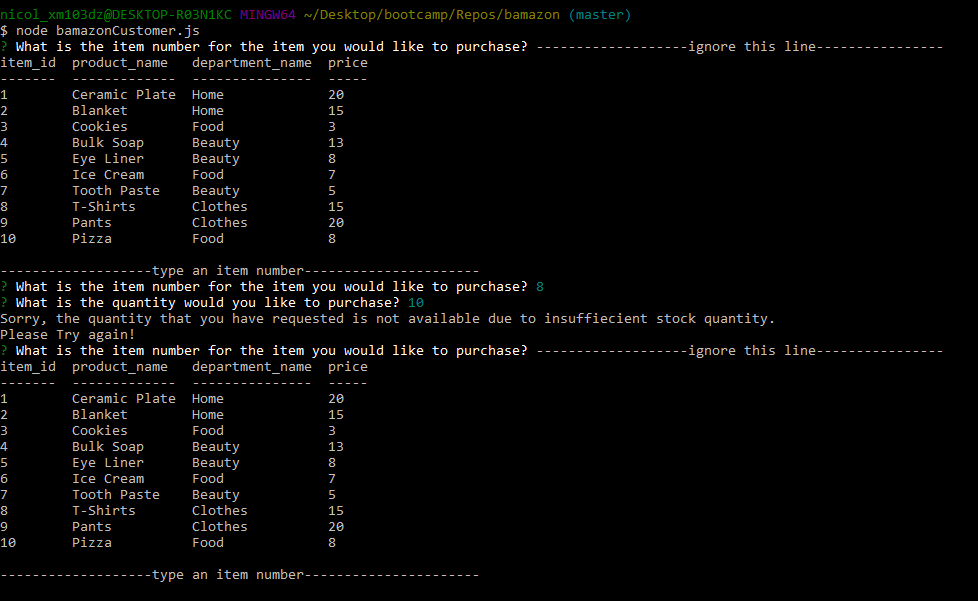 nicol_xm103dz@DESKTOP-R03N1KC MINGW64 ~/Desktop/bootcamp/Repos/bamazon (master)
$ node bamazonCustomer.js
? What is the item number for the item you would like to purchase? -------------------ignore this line----------------
item_id  product_name   department_name  price
-------  -------------  ---------------  -----
1        Ceramic Plate  Home             20
2        Blanket        Home             15
3        Cookies        Food             3
4        Bulk Soap      Beauty           13
5        Eye Liner      Beauty           8
6        Ice Cream      Food             7
7        Tooth Paste    Beauty           5
8        T-Shirts       Clothes          15
9        Pants          Clothes          20
10       Pizza          Food             8
-------------------type an item number----------------------
? What is the item number for the item you would like to purchase? 8
? What is the quantity would you like to purchase? 10
Sorry, the quantity that you have requested is not available due to insuffiecient stock quantity.
Please Try again!
? What is the item number for the item you would like to purchase? -------------------ignore this line----------------
item_id  product_name   department_name  price
-------  -------------  ---------------  -----
1        Ceramic Plate  Home             20
2        Blanket        Home             15
3        Cookies        Food             3
4        Bulk Soap      Beauty           13
5        Eye Liner      Beauty           8
6        Ice Cream      Food             7
7        Tooth Paste    Beauty           5
8        T-Shirts       Clothes          15
9        Pants          Clothes          20
10       Pizza          Food             8
-------------------type an item number----------------------